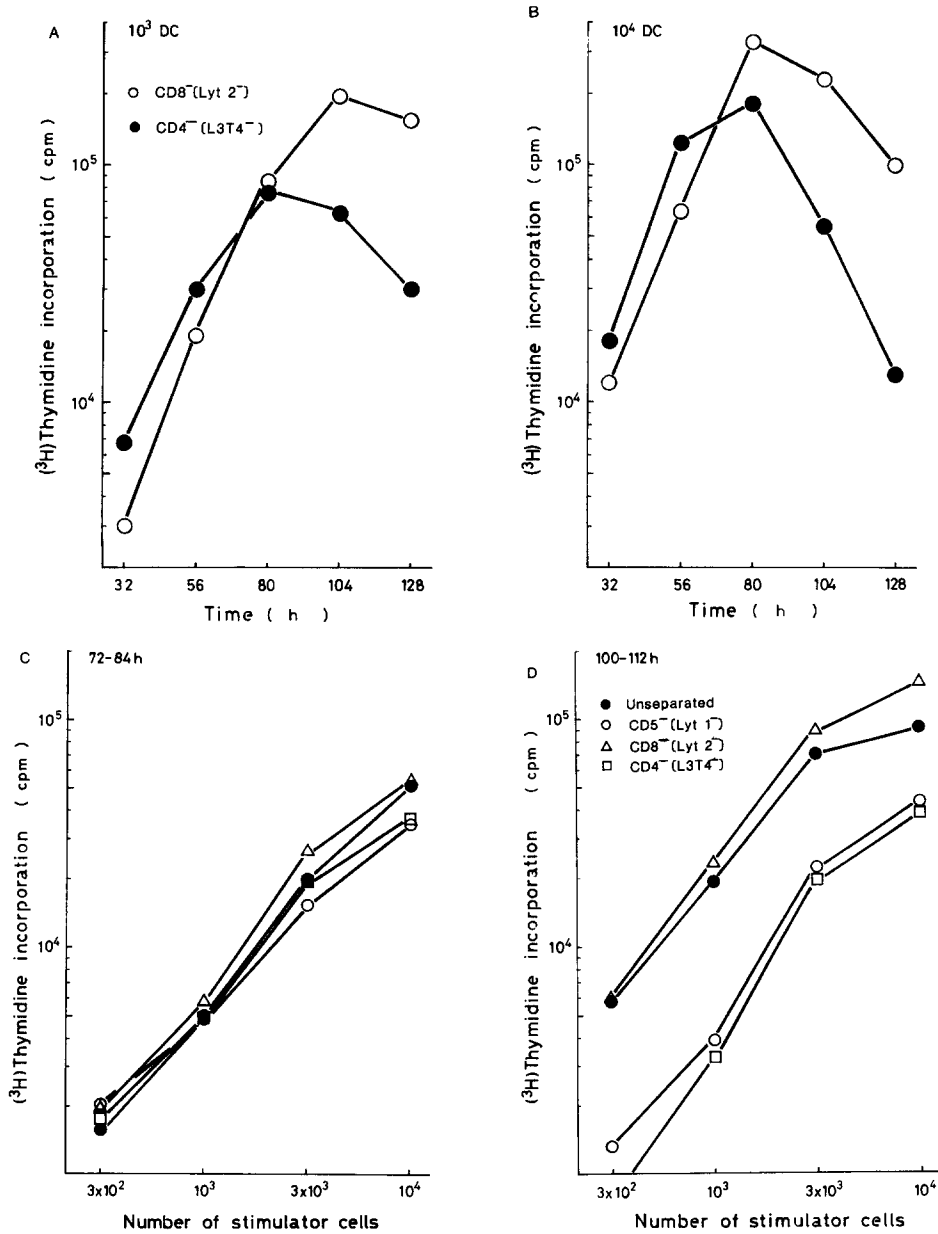 A
10³ DC
○ CD8⁻(Lyt 2⁻)
● CD4⁻(L3T4⁻)
10⁵
10⁴
(³H)Thymidine incorporation ( cpm )
32 56 80 104 128
Time ( h )
B
10⁴ DC
10⁵
10⁴
(³H)Thymidine incorporation ( cpm )
32 56 80 104 128
Time ( h )
C
72-84h
10⁵
10⁴
(³H)Thymidine incorporation ( cpm )
3x10² 10³ 3x10³ 10⁴
Number of stimulator cells
D
100-112h
● Unseparated
○ CD5⁻(Lyt 1⁻)
△ CD8⁻(Lyt 2⁻)
□ CD4⁻(L3T4⁻)
10⁵
10⁴
(³H)Thymidine incorporation ( cpm )
3x10² 10³ 3x10³ 10⁴
Number of stimulator cells